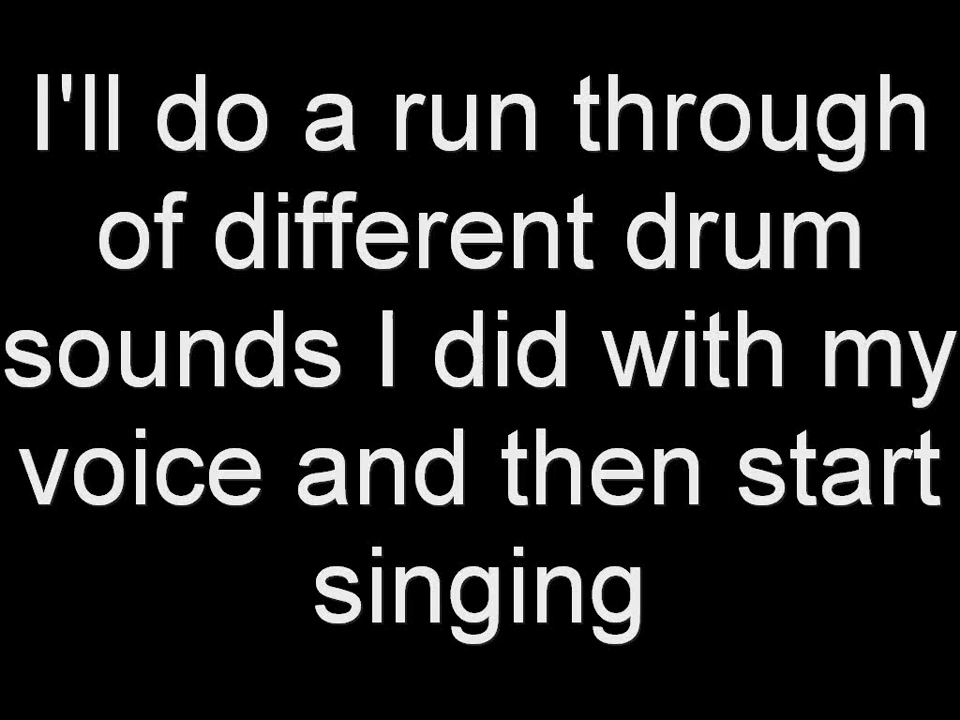 I'll do a run through
of different drum
sounds I did with my
voice and then start
singing